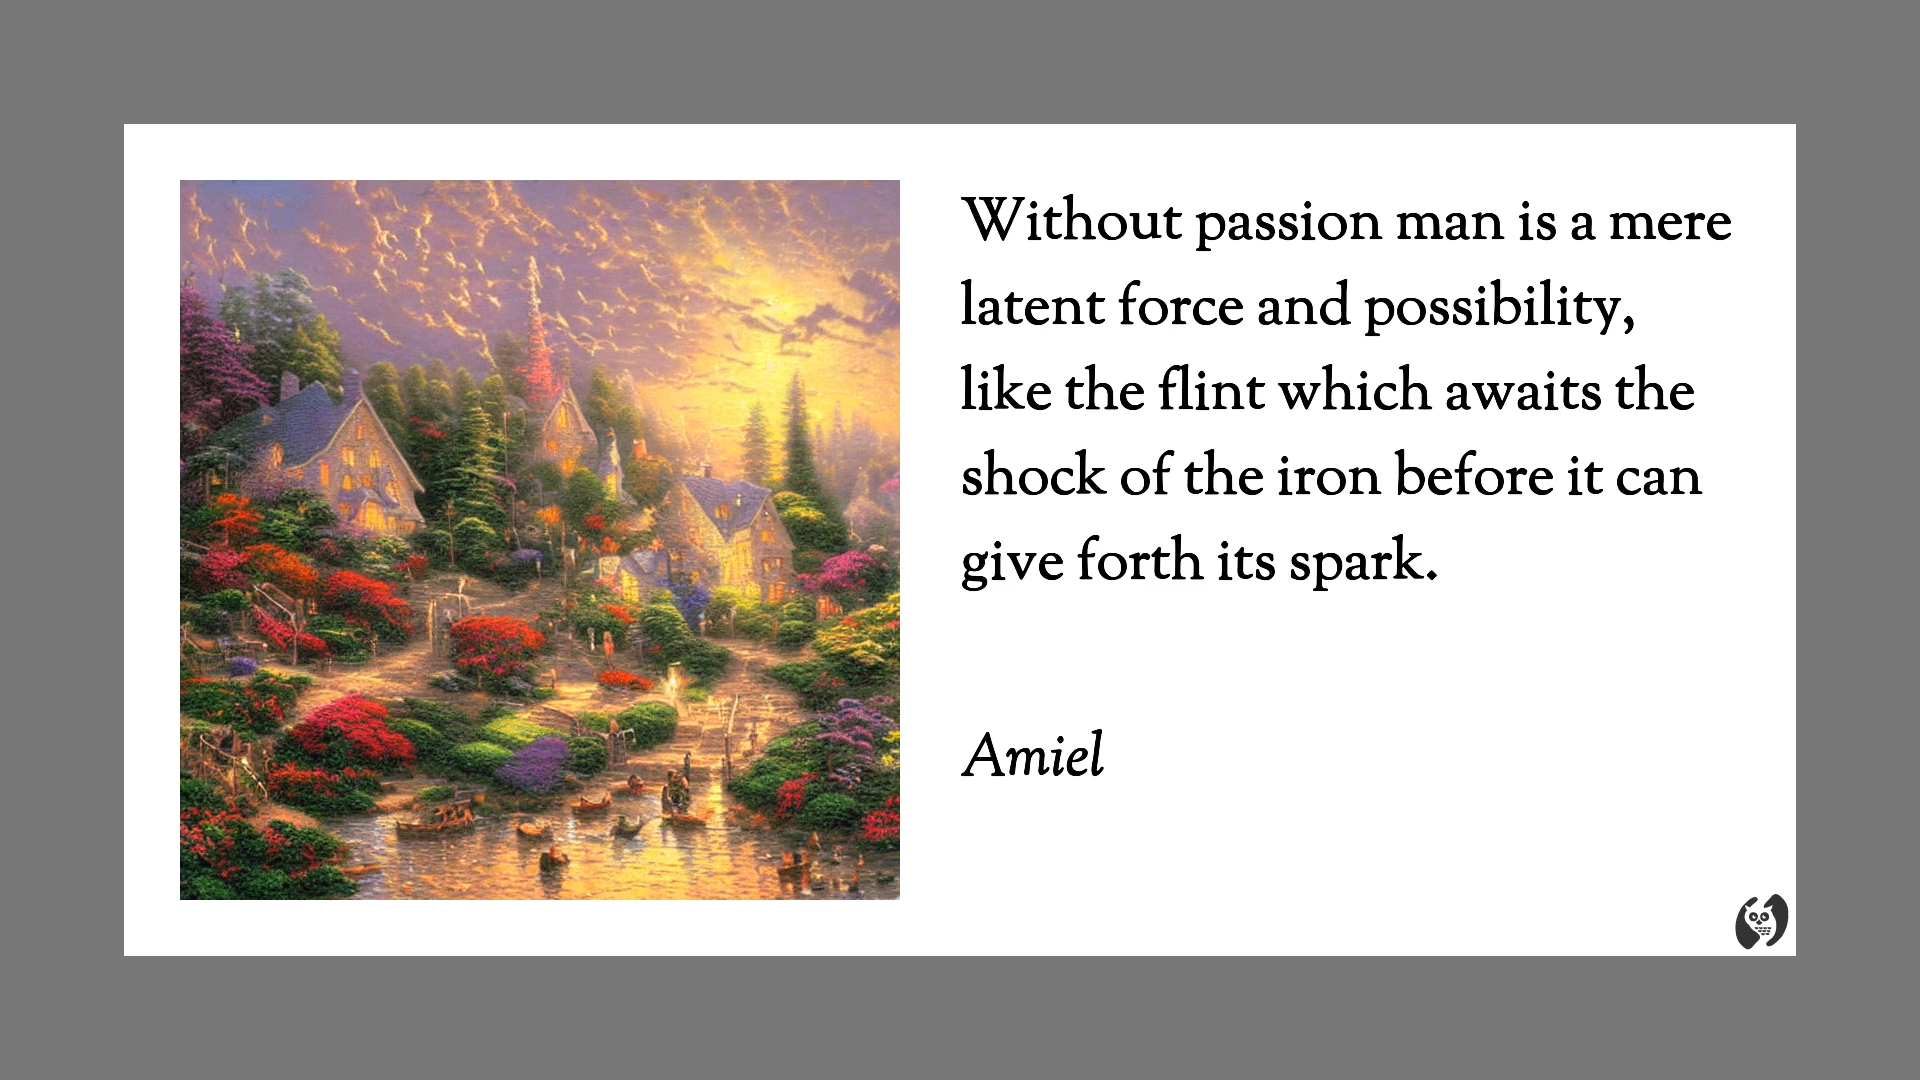 Without passion man is a mere
latent force and possibility,
like the flint which awaits the
shock of the iron before it can
give forth its spark.
Amiel